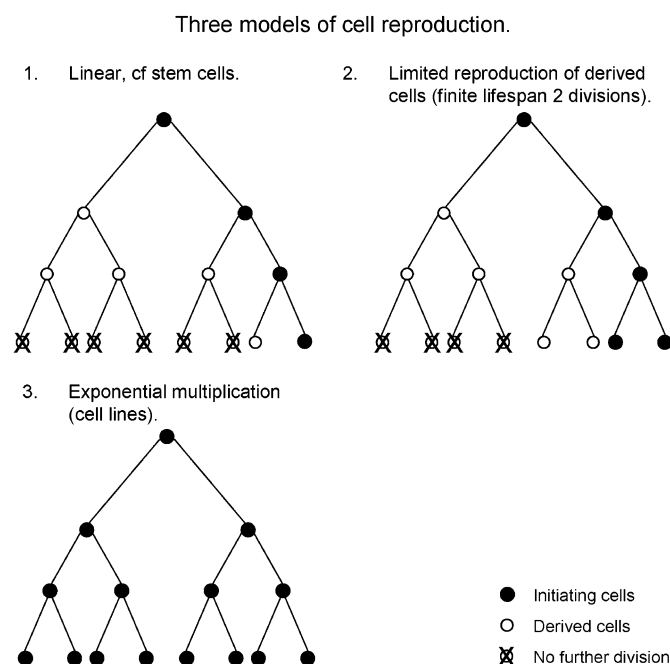 Three models of cell reproduction.
1. Linear, cf stem cells.
2. Limited reproduction of derived
cells (finite lifespan 2 divisions).
3. Exponential multiplication
(cell lines).
Initiating cells
Derived cells
No further division